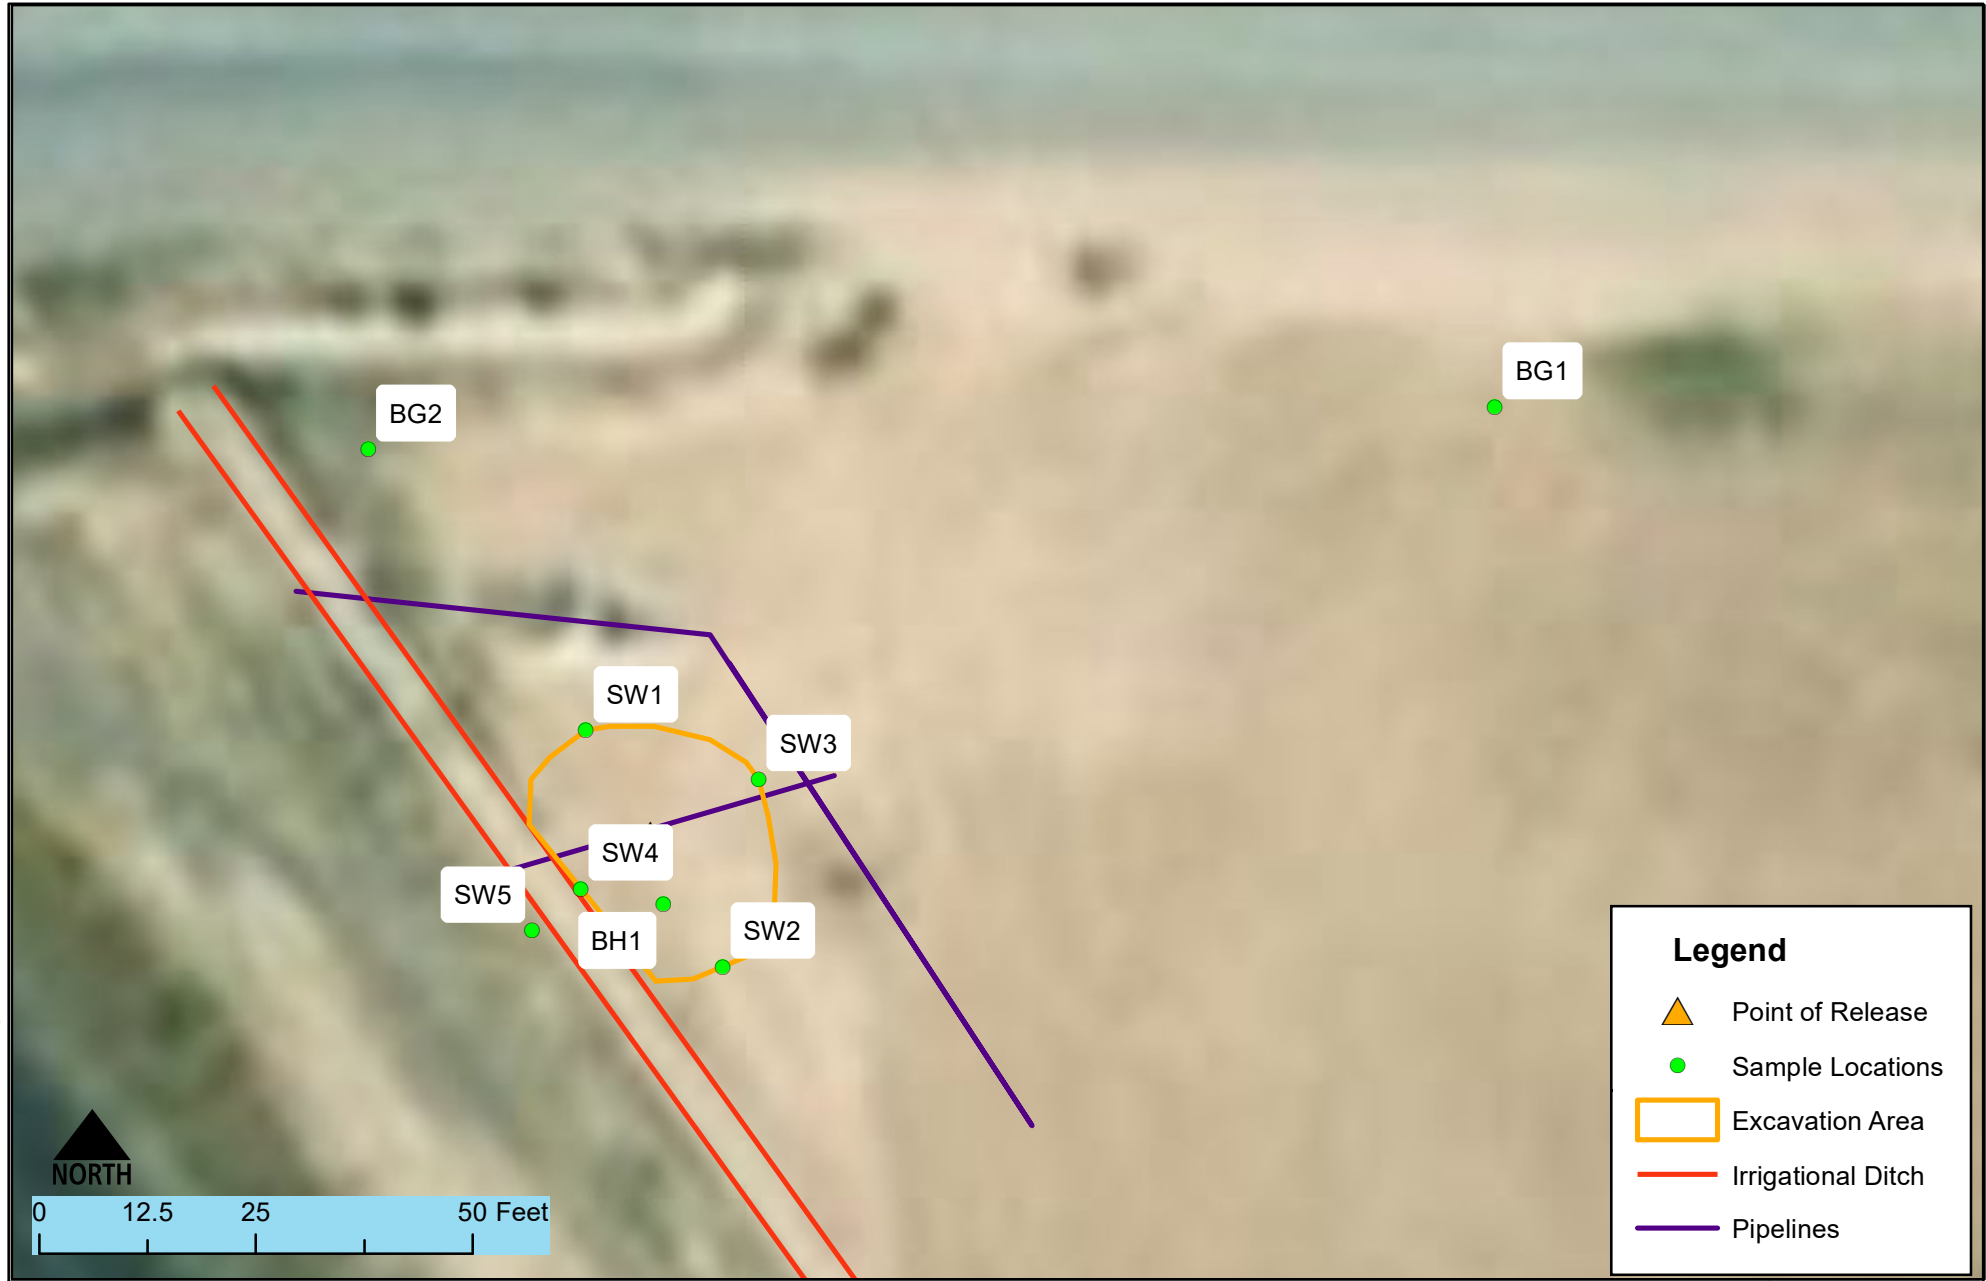 BG1
BG2
SW1
SW3
SW4
SW5
SW2
BH1
Legend
Point of Release
Sample Locations
Excavation Area
Irrigational Ditch
Pipelines
NORTH
0 12.5 25 50 Feet